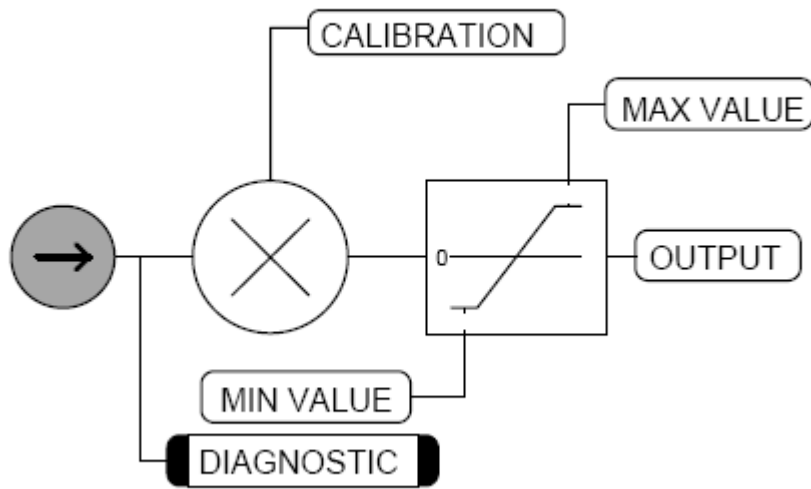 CALIBRATION
MAX VALUE
0
OUTPUT
MIN VALUE
DIAGNOSTIC